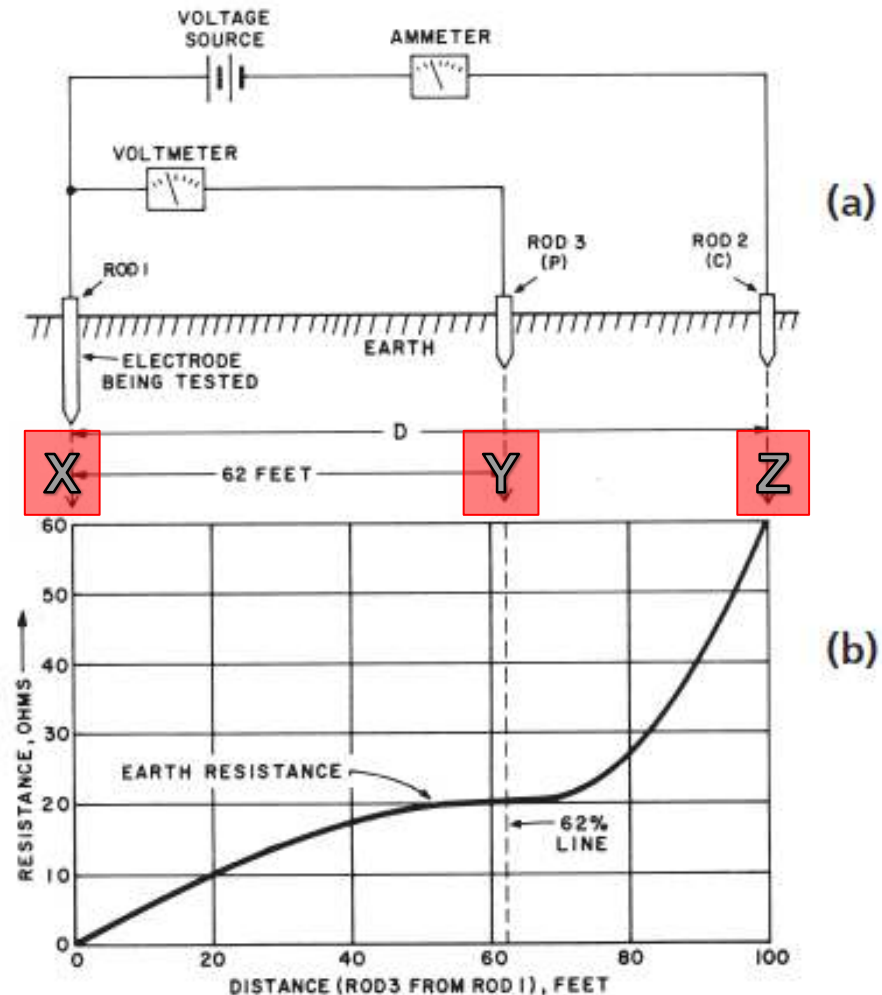 VOLTAGE
SOURCE
AMMETER
VOLTMETER
(a)
ROD 1
ROD 3
(P)
ROD 2
(C)
EARTH
ELECTRODE
BEING TESTED
D
X
62 FEET
Y
Z
60
50
40
30
20
10
0
RESISTANCE, OHMS
(b)
EARTH RESISTANCE
62%
LINE
0
20
40
60
80
100
DISTANCE (ROD3 FROM ROD 1), FEET